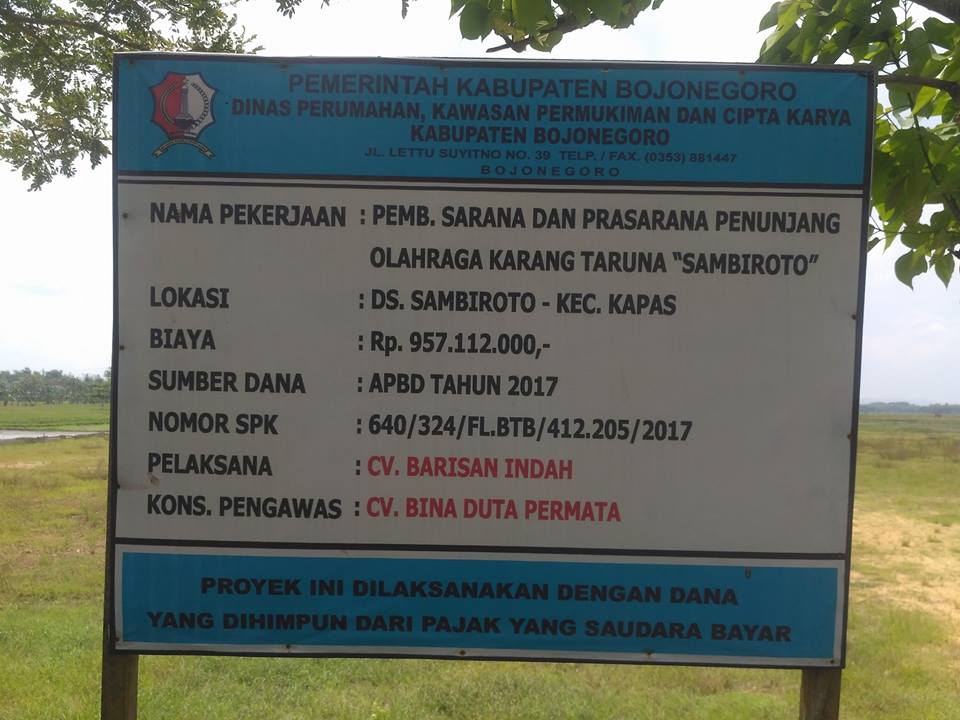 PEMERINTAH KABUPATEN BOJONEGORO
DINAS PERUMAHAN, KAWASAN PERMUKIMAN DAN CIPTA KARYA
KABUPATEN BOJONEGORO
JL. LETTU SUYITNO NO. 39 TELP. / FAX. (0353) 881447
BOJONEGORO
NAMA PEKERJAAN : PEMB. SARANA DAN PRASARANA PENUNJANG
OLAHRAGA KARANG TARUNA "SAMBIROTO"
LOKASI : DS. SAMBIROTO - KEC. KAPAS
BIAYA : Rp. 957.112.000,-
SUMBER DANA : APBD TAHUN 2017
NOMOR SPK : 640/324/FL.BTB/412.205/2017
PELAKSANA : CV. BARISAN INDAH
KONS. PENGAWAS : CV. BINA DUTA PERMATA
PROYEK INI DILAKSANAKAN DENGAN DANA
YANG DIHIMPUN DARI PAJAK YANG SAUDARA BAYAR